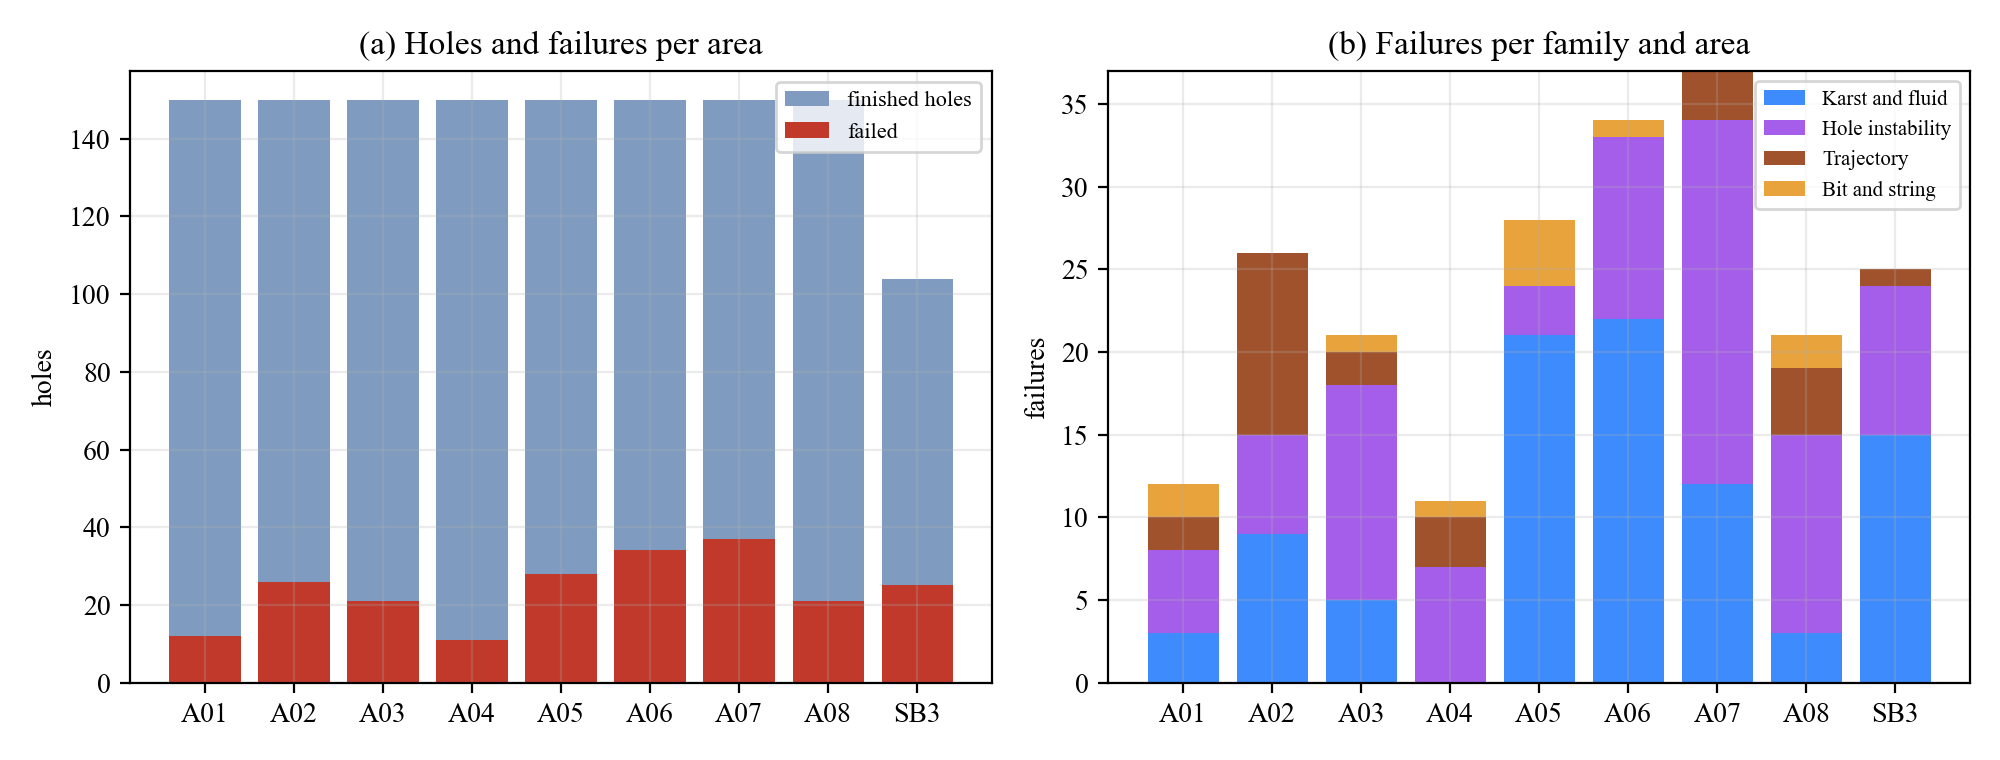 (a) Holes and failures per area
holes
0
20
40
60
80
100
120
140
finished holes
failed
A01 A02 A03 A04 A05 A06 A07 A08 SB3
(b) Failures per family and area
failures
0
5
10
15
20
25
30
35
Karst and fluid
Hole instability
Trajectory
Bit and string
A01 A02 A03 A04 A05 A06 A07 A08 SB3